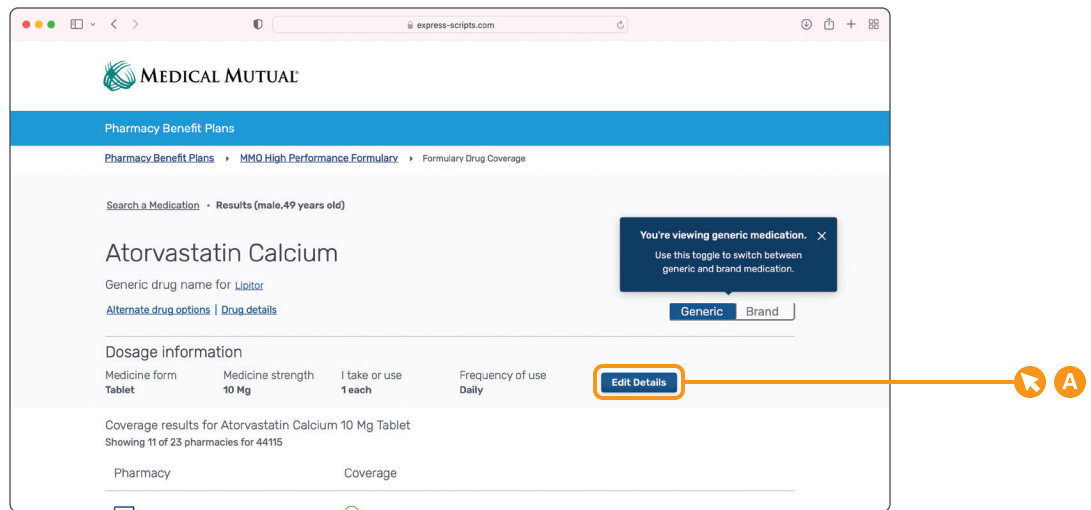 express-scripts.com
MEDICAL MUTUAL®
Pharmacy Benefit Plans
Pharmacy Benefit Plans › MMO High Performance Formulary › Formulary Drug Coverage
Search a Medication • Results (male,49 years old)
You're viewing generic medication. ×
Use this toggle to switch between
generic and brand medication.
Atorvastatin Calcium
Generic drug name for Lipitor
Alternate drug options | Drug details
Generic Brand
Dosage information
Medicine form Medicine strength I take or use Frequency of use
Tablet 10 Mg 1 each Daily
Edit Details
A
Coverage results for Atorvastatin Calcium 10 Mg Tablet
Showing 11 of 23 pharmacies for 44115
Pharmacy Coverage